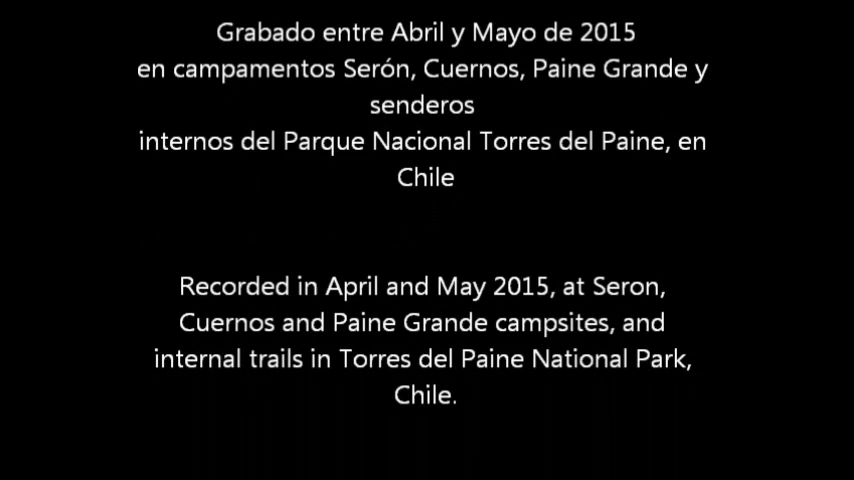 Grabado entre Abril y Mayo de 2015
en campamentos Serón, Cuernos, Paine Grande y
senderos
internos del Parque Nacional Torres del Paine, en
Chile
Recorded in April and May 2015, at Seron,
Cuernos and Paine Grande campsites, and
internal trails in Torres del Paine National Park,
Chile.